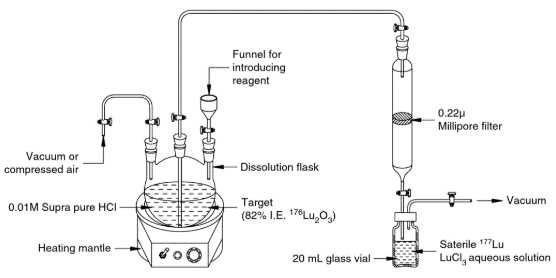 Funnel for
introducing
reagent
0.22µ
Millipore filter
Vacuum or
compressed air
Dissolution flask
Vacuum
0.01M Supra pure HCl
Target
(82% I.E. ¹⁷⁶Lu₂O₃)
Heating mantle
20 mL glass vial
Saterile ¹⁷⁷Lu
LuCl₃ aqueous solution